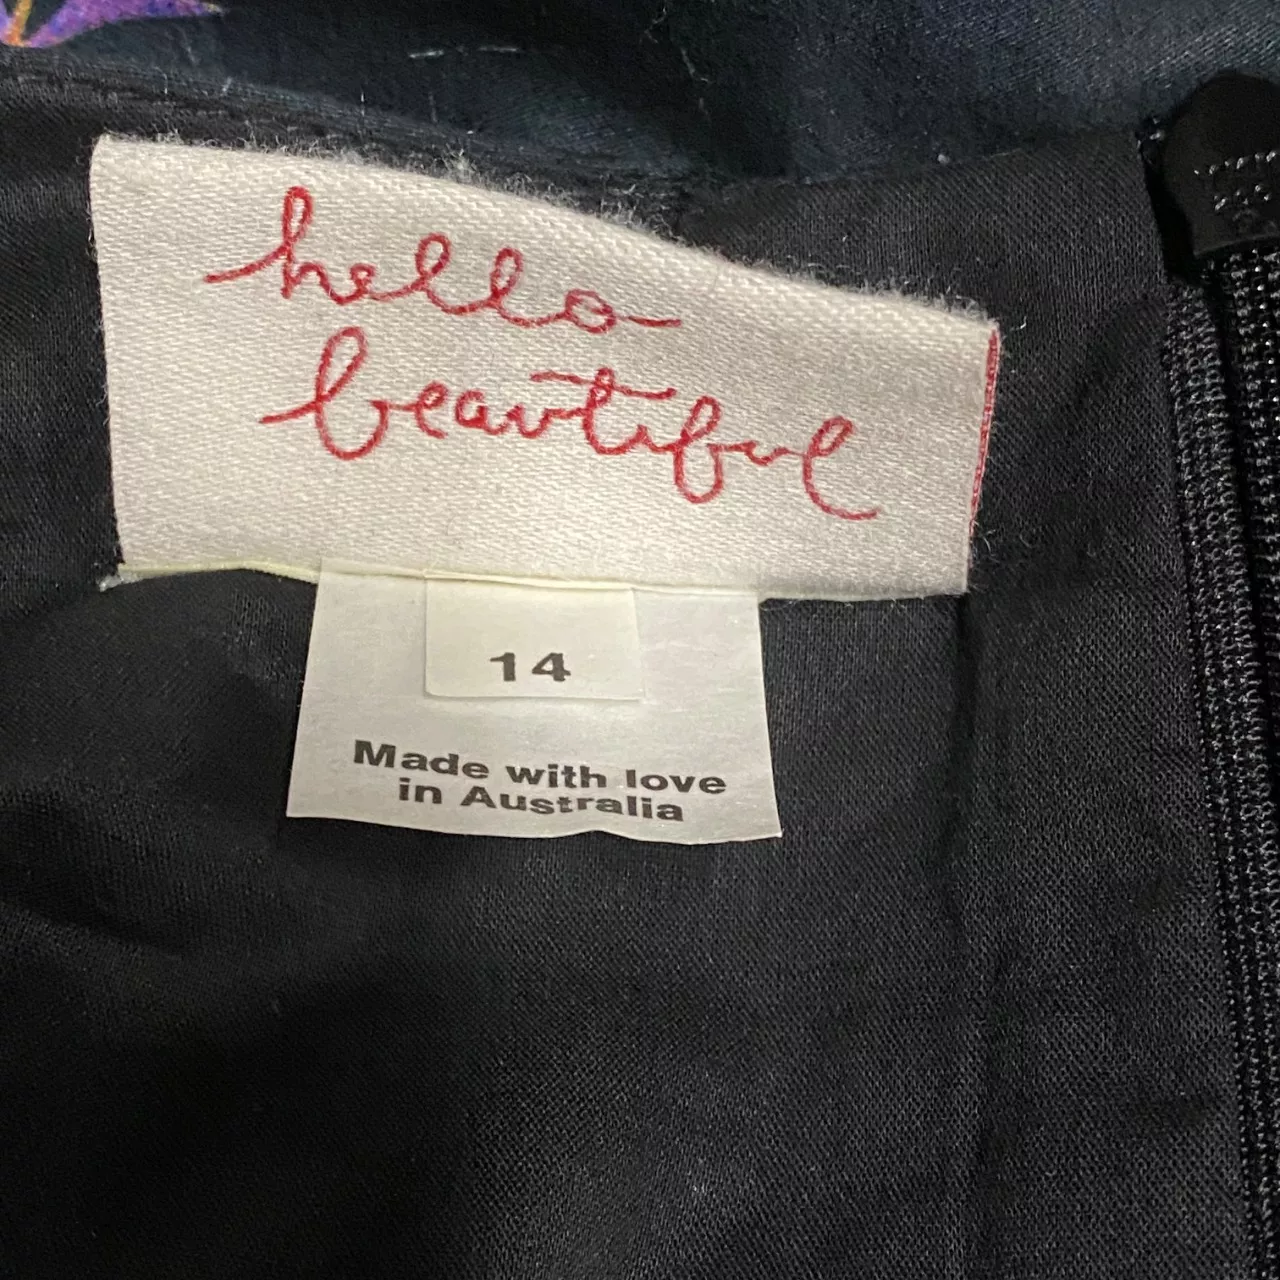 hello
beautiful
14
Made with love
in Australia